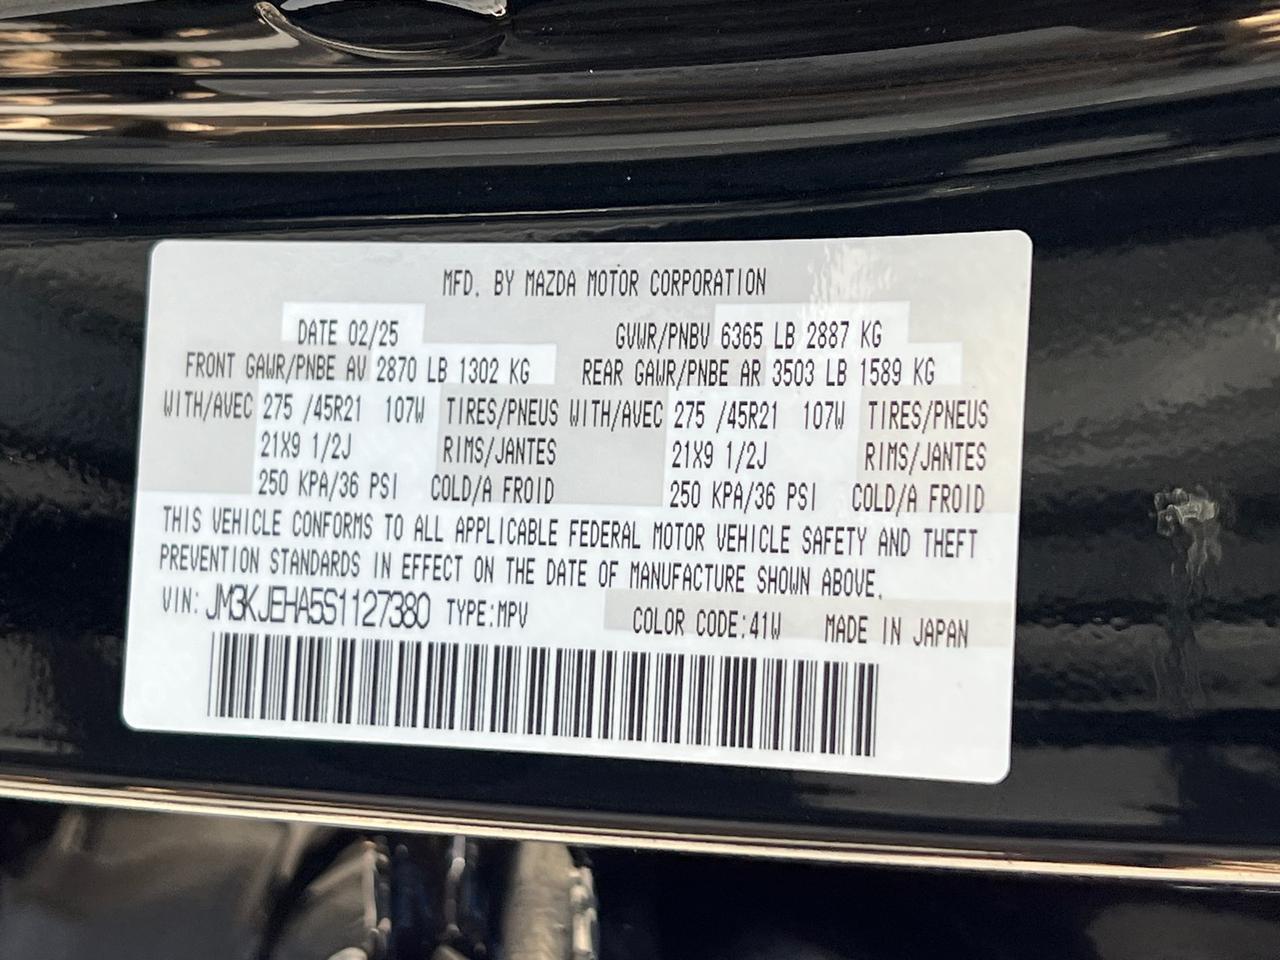 MFD. BY MAZDA MOTOR CORPORATION
DATE 02/25 GVWR/PNBV 6365 LB 2887 KG
FRONT GAWR/PNBE AV 2870 LB 1302 KG REAR GAWR/PNBE AR 3503 LB 1589 KG
WITH/AVEC 275 /45R21 107W TIRES/PNEUS WITH/AVEC 275 /45R21 107W TIRES/PNEUS
21X9 1/2J RIMS/JANTES 21X9 1/2J RIMS/JANTES
250 KPA/36 PSI COLD/A FROID 250 KPA/36 PSI COLD/A FROID
THIS VEHICLE CONFORMS TO ALL APPLICABLE FEDERAL MOTOR VEHICLE SAFETY AND THEFT
PREVENTION STANDARDS IN EFFECT ON THE DATE OF MANUFACTURE SHOWN ABOVE.
VIN: JM3KJEHA5S1127380 TYPE:MPV COLOR CODE:41W MADE IN JAPAN